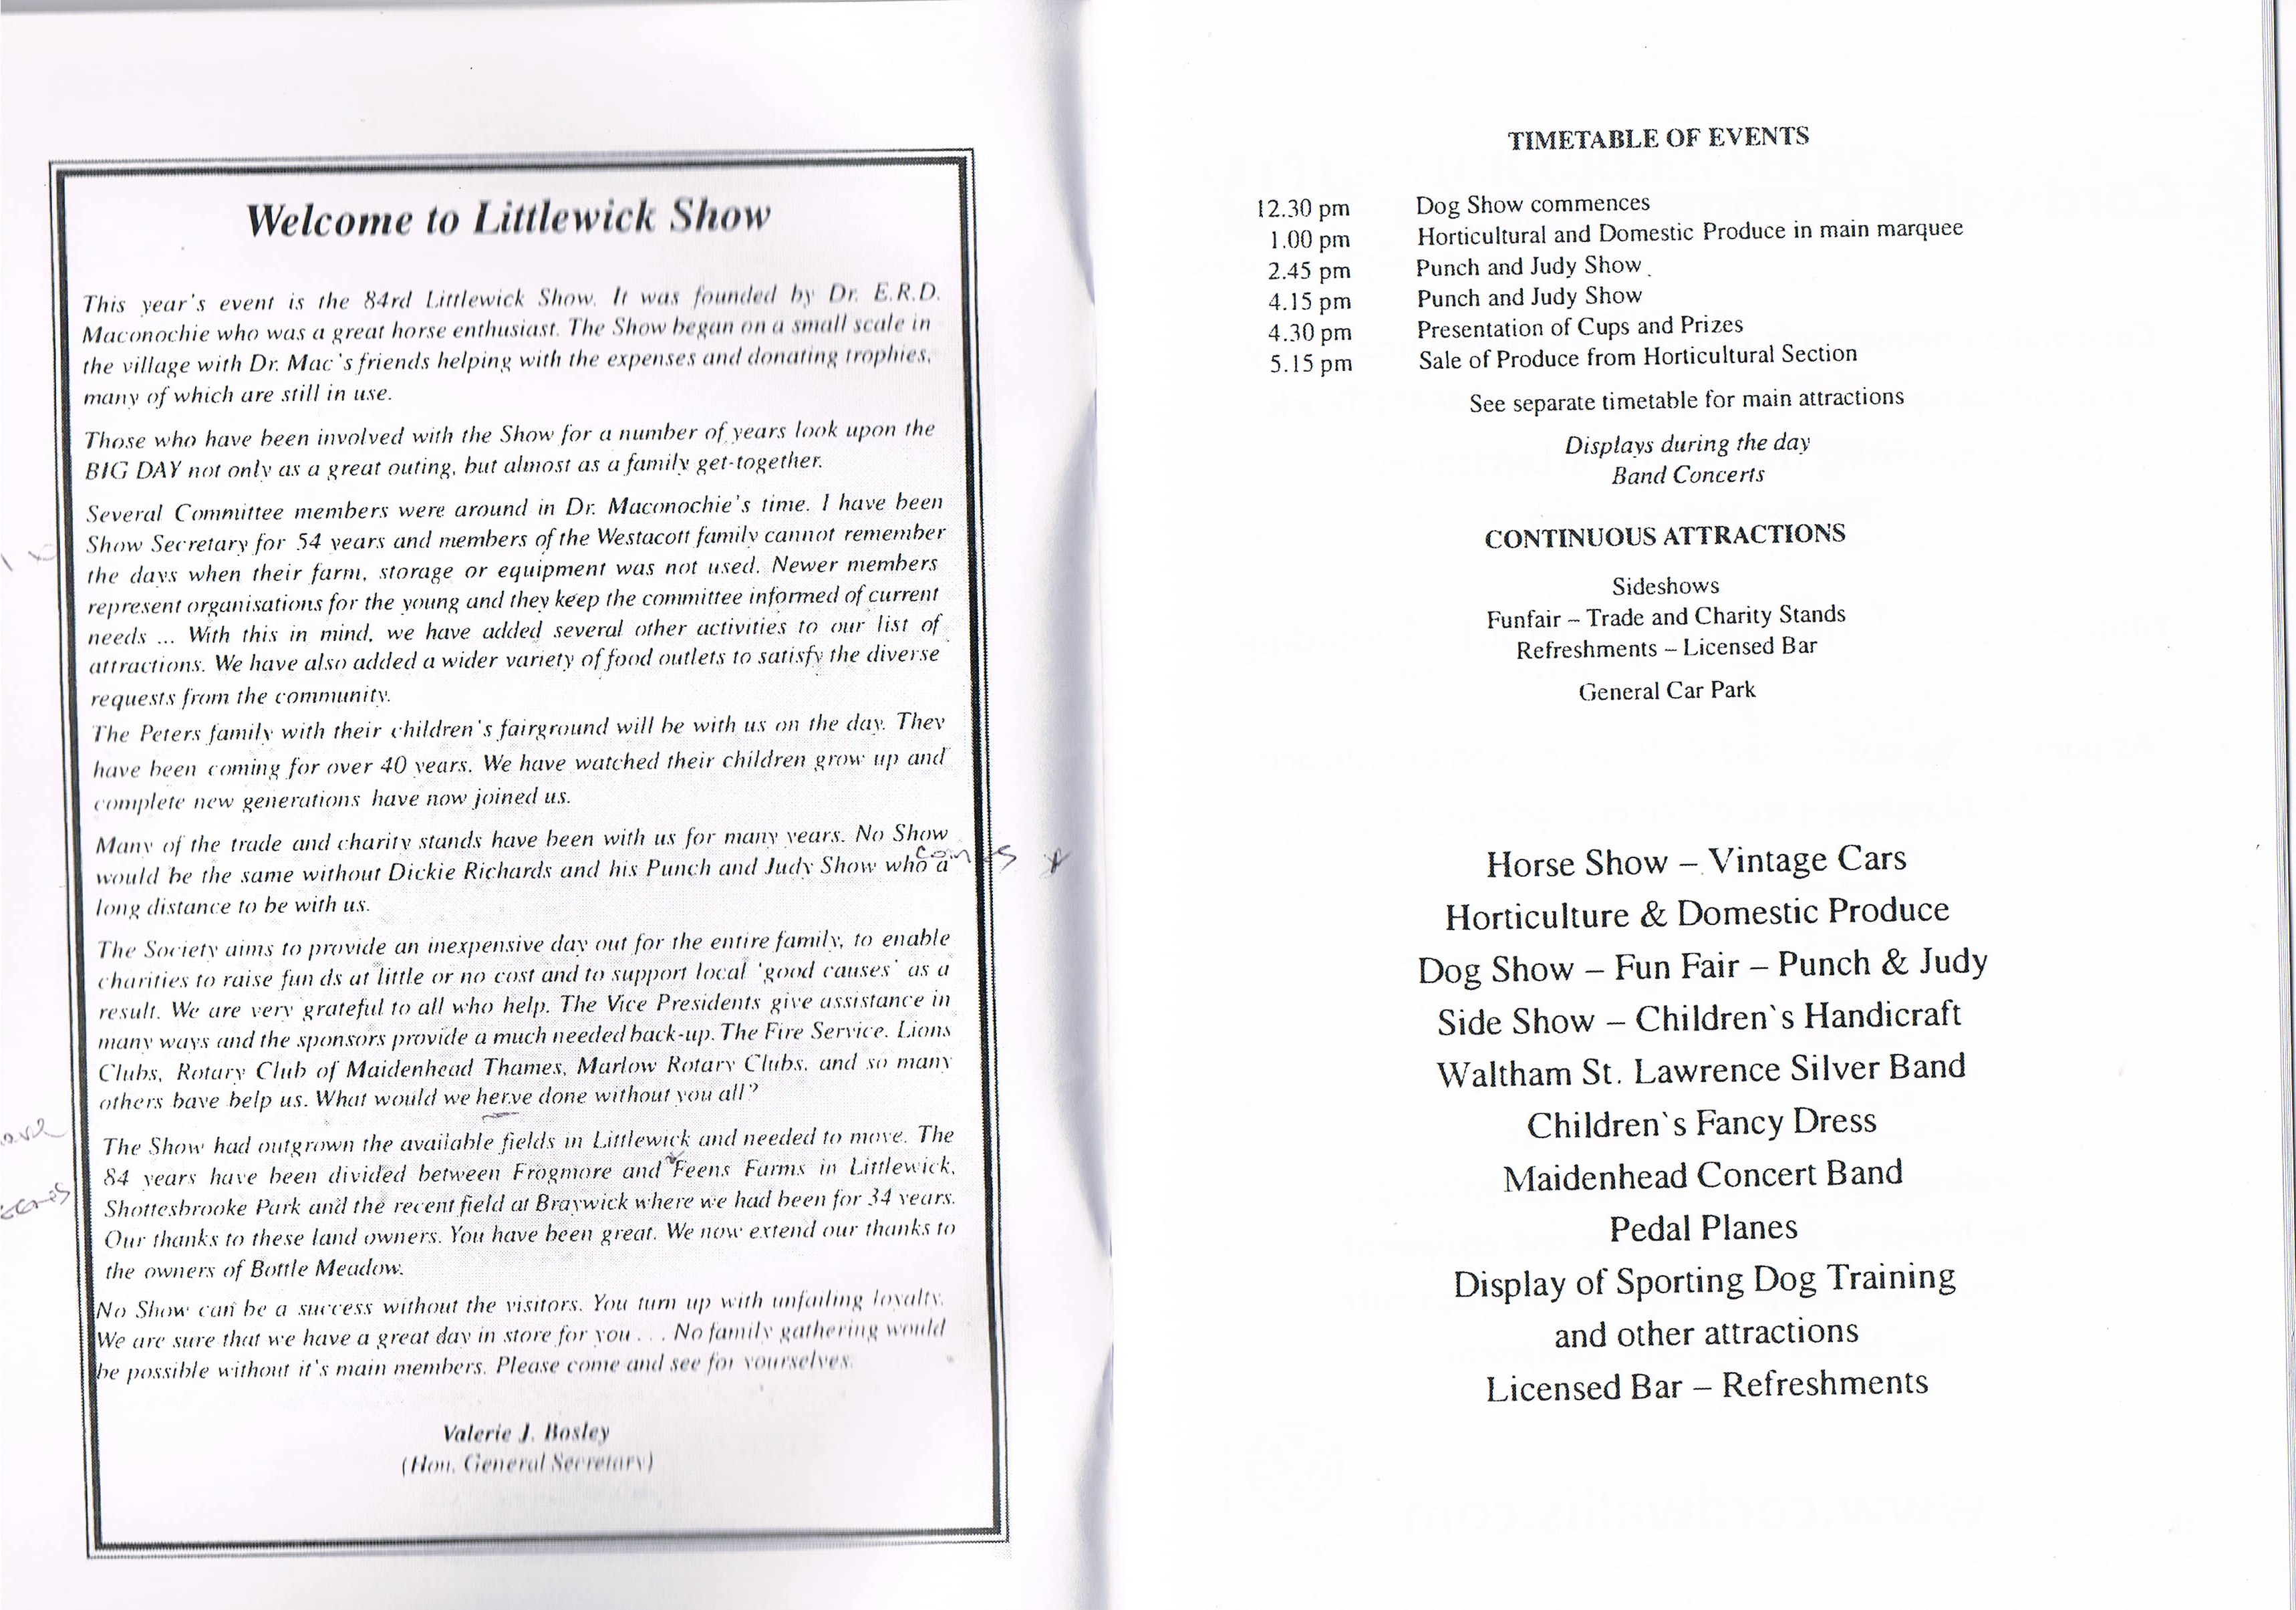 Welcome to Littlewick Show
This year's event is the 84rd Littlewick Show. It was founded by Dr. E.R.D.
Maconochie who was a great horse enthusiast. The Show began on a small scale in
the village with Dr. Mac's friends helping with the expenses and donating trophies,
many of which are still in use.
Those who have been involved with the Show for a number of years look upon the
BIG DAY not only as a great outing, but almost as a family get-together.
Several Committee members were around in Dr. Maconochie's time. I have been
Show Secretary for 54 years and members of the Westacott family cannot remember
the days when their farm, storage or equipment was not used. Newer members
represent organisations for the young and they keep the committee informed of current
needs ... With this in mind, we have added several other activities to our list of
attractions. We have also added a wider variety of food outlets to satisfy the diverse
requests from the community.
The Peters family with their children's fairground will be with us on the day. They
have been coming for over 40 years. We have watched their children grow up and
complete new generations have now joined us.
Many of the trade and charity stands have been with us for many years. No Show
would be the same without Dickie Richards and his Punch and Judy Show who a
comes
long distance to be with us.
The Society aims to provide an inexpensive day out for the entire family, to enable
charities to raise fun ds at little or no cost and to support local 'good causes' as a
result. We are very grateful to all who help. The Vice Presidents give assistance in
many ways and the sponsors provide a much needed back-up. The Fire Service. Lions
Clubs, Rotary Club of Maidenhead Thames, Marlow Rotary Clubs, and so many
others bave belp us. What would we herve done without you all?
The Show had outgrown the available fields in Littlewick and needed to move. The
84 years have been divided between Frogmore and Feens Farms in Littlewick,
Shottesbrooke Park and the recent field at Braywick where we had been for 34 years.
Our thanks to these land owners. You have been great. We now extend our thanks to
the owners of Bottle Meadow.
No Show can be a success without the visitors. You turn up with unfailing loyalty.
We are sure that we have a great day in store for you . . . No family gathering would
be possible without it's main members. Please come and see for yourselves.
Valerie J. Bosley
(Hon. General Secretary)
TIMETABLE OF EVENTS
12.30 pm Dog Show commences
1.00 pm Horticultural and Domestic Produce in main marquee
2.45 pm Punch and Judy Show
4.15 pm Punch and Judy Show
4.30 pm Presentation of Cups and Prizes
5.15 pm Sale of Produce from Horticultural Section
See separate timetable for main attractions
Displays during the day
Band Concerts
CONTINUOUS ATTRACTIONS
Sideshows
Funfair – Trade and Charity Stands
Refreshments – Licensed Bar
General Car Park
Horse Show – Vintage Cars
Horticulture & Domestic Produce
Dog Show – Fun Fair – Punch & Judy
Side Show – Children`s Handicraft
Waltham St. Lawrence Silver Band
Children`s Fancy Dress
Maidenhead Concert Band
Pedal Planes
Display of Sporting Dog Training
and other attractions
Licensed Bar – Refreshments